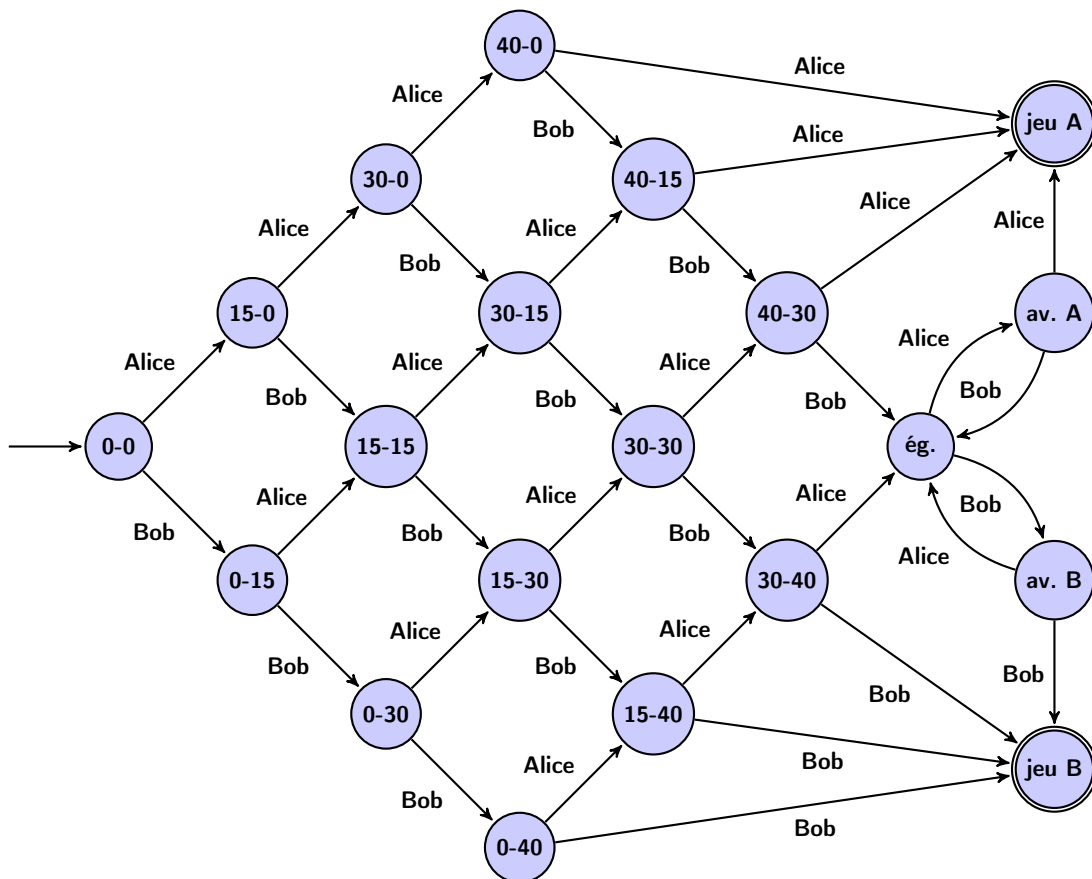 40-0
Alice
jeu A
Alice
Bob
Alice
30-0
40-15
Alice
Alice
Alice
Alice
Bob
Bob
15-0
30-15
40-30
av. A
Alice
Alice
Alice
Alice
Bob
Bob
Bob
Bob
0-0
15-15
30-30
ég.
Bob
Alice
Alice
Alice
Bob
Bob
Bob
Alice
0-15
15-30
30-40
av. B
Alice
Alice
Bob
Bob
Bob
Bob
0-30
15-40
Alice
Bob
jeu B
Bob
Bob
0-40